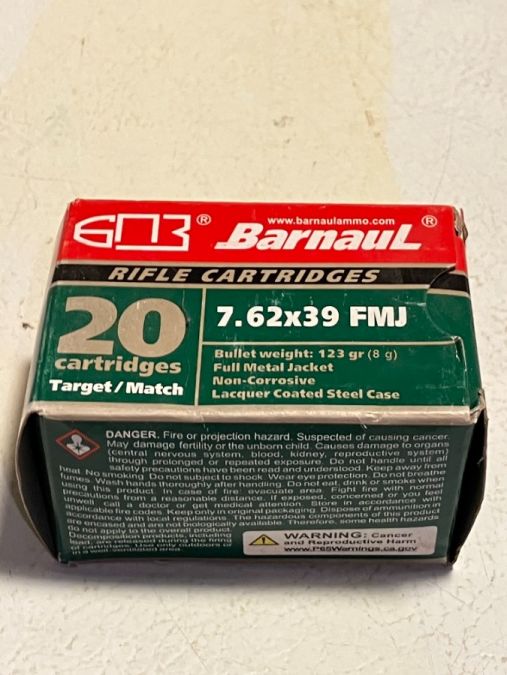 БПЗ® www.barnaulammo.com
BarnauL®
RIFLE CARTRIDGES
20
cartridges
Target/Match
7.62x39 FMJ
Bullet weight: 123 gr (8 g)
Full Metal Jacket
Non-Corrosive
Lacquer Coated Steel Case
DANGER. Fire or projection hazard. Suspected of causing cancer.
May damage fertility or the unborn child. Causes damage to organs
(central nervous system, blood, kidney, reproductive system)
through prolonged or repeated exposure. Do not handle until all
safety precautions have been read and understood. Keep away from
heat. No smoking. Do not subject to shock. Wear eye protection. Do not breathe
fumes. Wash hands thoroughly after handling. Do not eat, drink or smoke when
using this product. In case of fire: evacuate area. Fight fire with normal
precautions from a reasonable distance. If exposed, concerned or you feel
unwell: call a doctor or get medical attention. Store in accordance with
applicable fire codes. Keep only in original packaging. Dispose of ammunition in
accordance with local regulations. The hazardous components of this product
are encased and are not biologically available. Therefore, some health hazards
do not apply to the overall product.
Decomposition products, including
lead, are released during the firing
of cartridges. Use only outdoors or
in a well-ventilated area.
WARNING: Cancer
and Reproductive Harm
www.P65Warnings.ca.gov